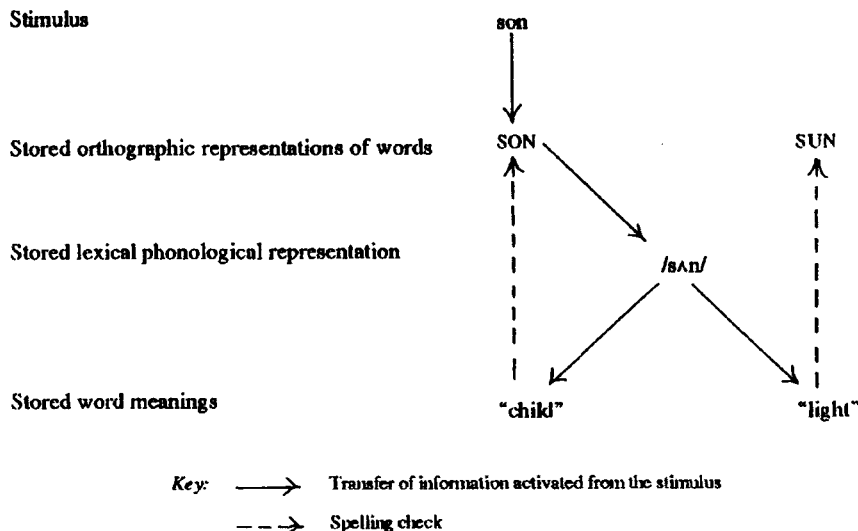 Stimulus son
Stored orthographic representations of words SON SUN
Stored lexical phonological representation
/sʌn/
Stored word meanings "child" "light"
Key: Transfer of information activated from the stimulus
Spelling check